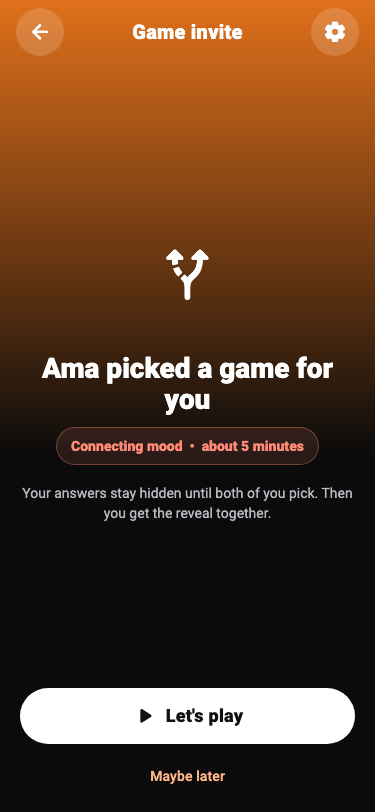 Game invite
Ama picked a game for
you
Connecting mood • about 5 minutes
Your answers stay hidden until both of you pick. Then
you get the reveal together.
Let's play
Maybe later